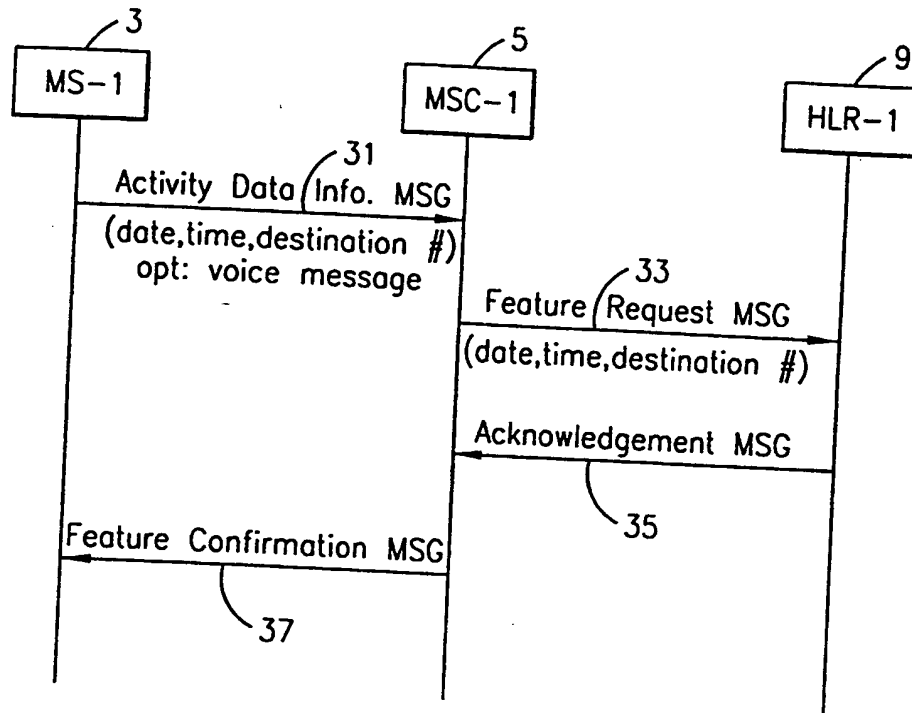 3
5
9
MS-1
MSC-1
HLR-1
31
Activity Data Info. MSG
(date,time,destination #)
opt: voice message
33
Feature Request MSG
(date,time,destination #)
Acknowledgement MSG
35
Feature Confirmation MSG
37